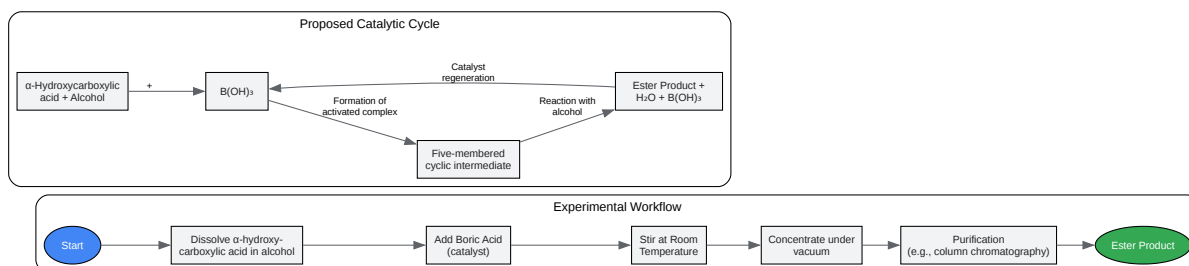 Proposed Catalytic Cycle
α-Hydroxycarboxylic
acid + Alcohol
+
B(OH)₃
Catalyst
regeneration
Formation of
activated complex
Five-membered
cyclic intermediate
Reaction with
alcohol
Ester Product +
H₂O + B(OH)₃
Experimental Workflow
Start
Dissolve α-hydroxy-
carboxylic acid in alcohol
Add Boric Acid
(catalyst)
Stir at Room
Temperature
Concentrate under
vacuum
Purification
(e.g., column chromatography)
Ester Product